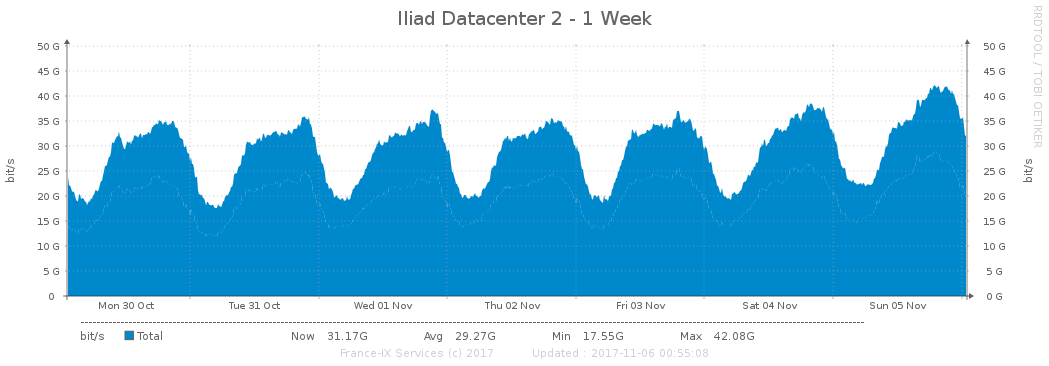 Iliad Datacenter 2 - 1 Week
RRDTOOL / TOBI OETIKER
50 G 50 G
45 G 45 G
40 G 40 G
35 G 35 G
30 G 30 G
25 G 25 G
20 G 20 G
15 G 15 G
10 G 10 G
5 G 5 G
0 0 G
bit/s
bit/s
Mon 30 Oct Tue 31 Oct Wed 01 Nov Thu 02 Nov Fri 03 Nov Sat 04 Nov Sun 05 Nov
bit/s Total Now 31.17G Avg 29.27G Min 17.55G Max 42.08G
France-IX Services (c) 2017 Updated : 2017-11-06 00:55:08